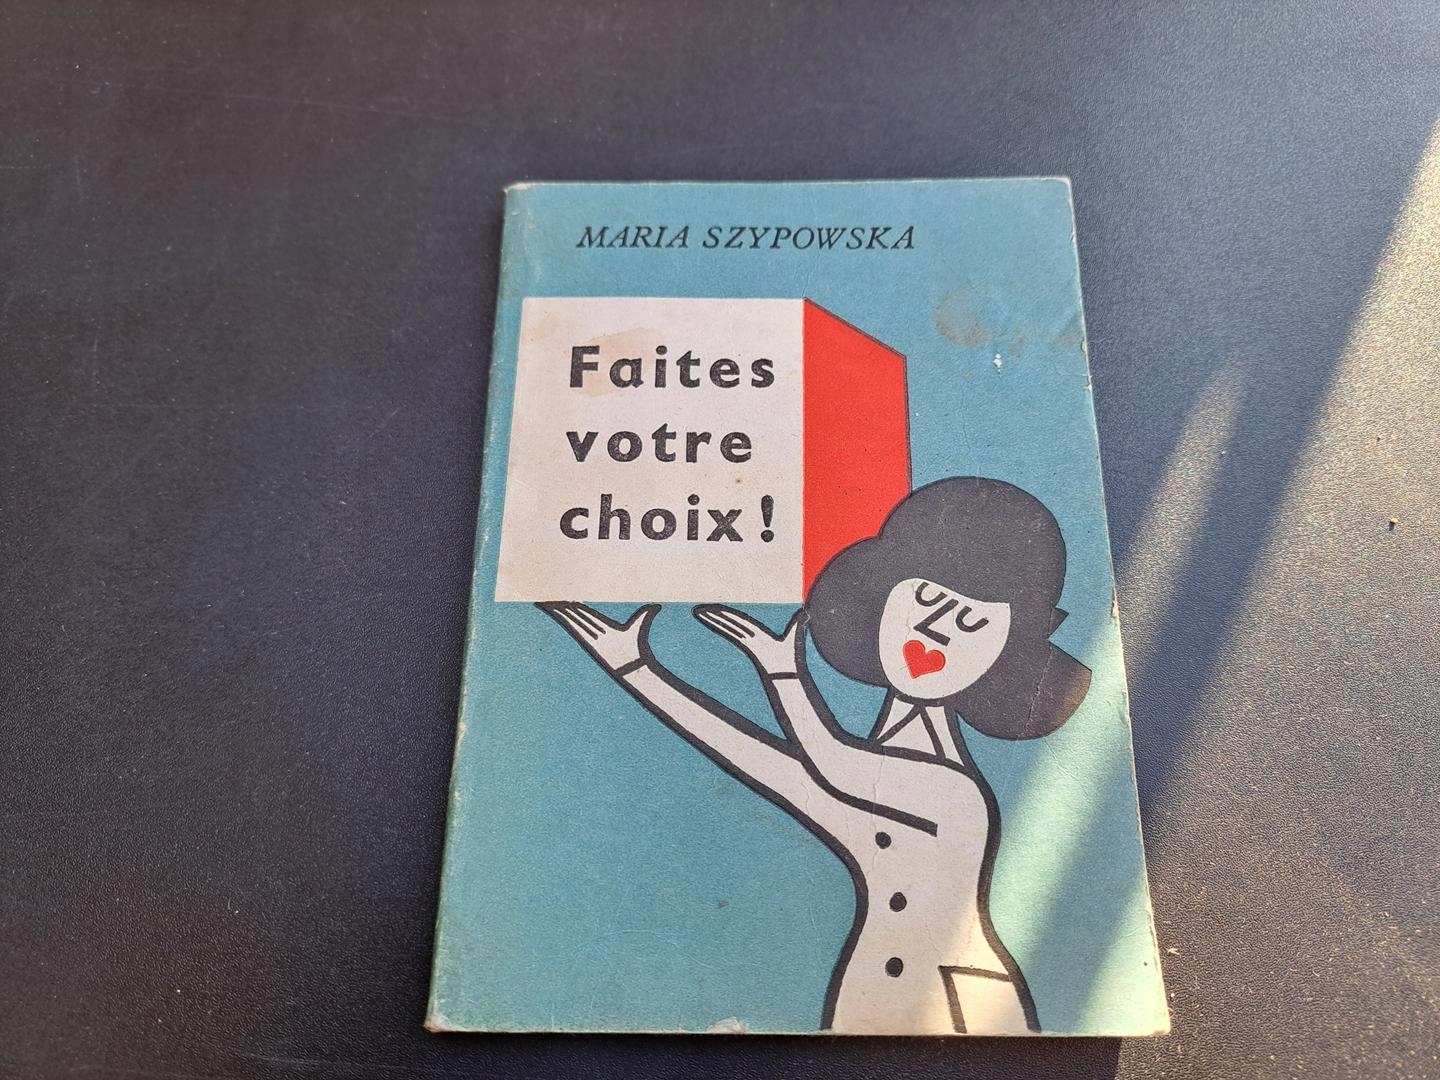 MARIA SZYPOWSKA
Faites
votre
choix!